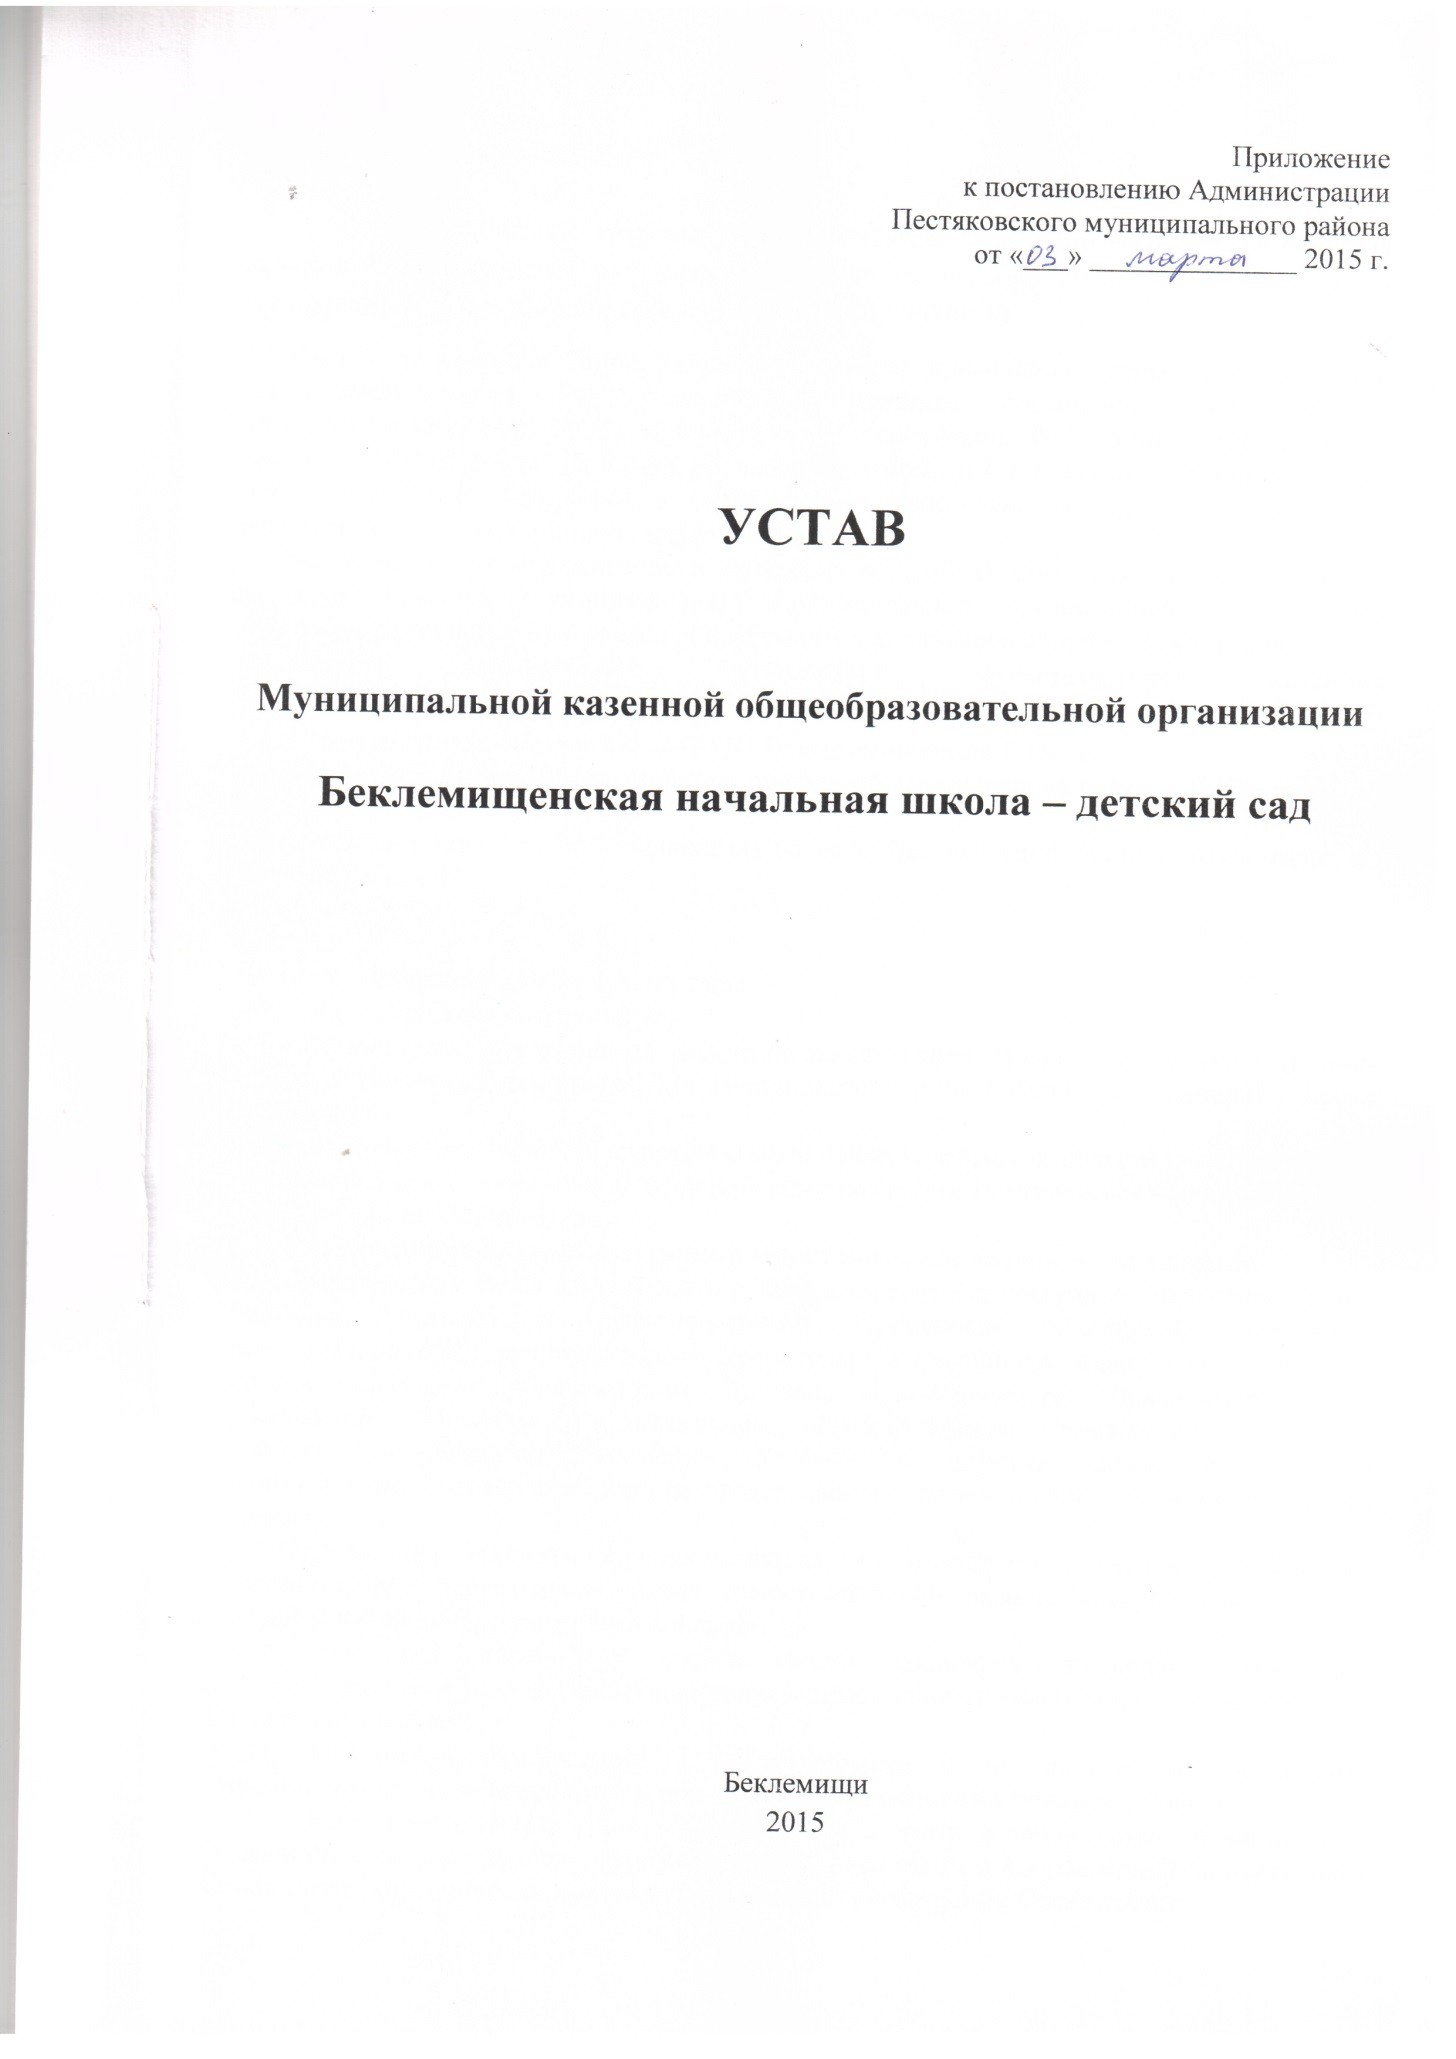 Приложение
к постановлению Администрации
Пестяковского муниципального района
от «03» марта 2015 г.
УСТАВ
Муниципальной казенной общеобразовательной организации
Беклемищенская начальная школа – детский сад
Беклемищи
2015